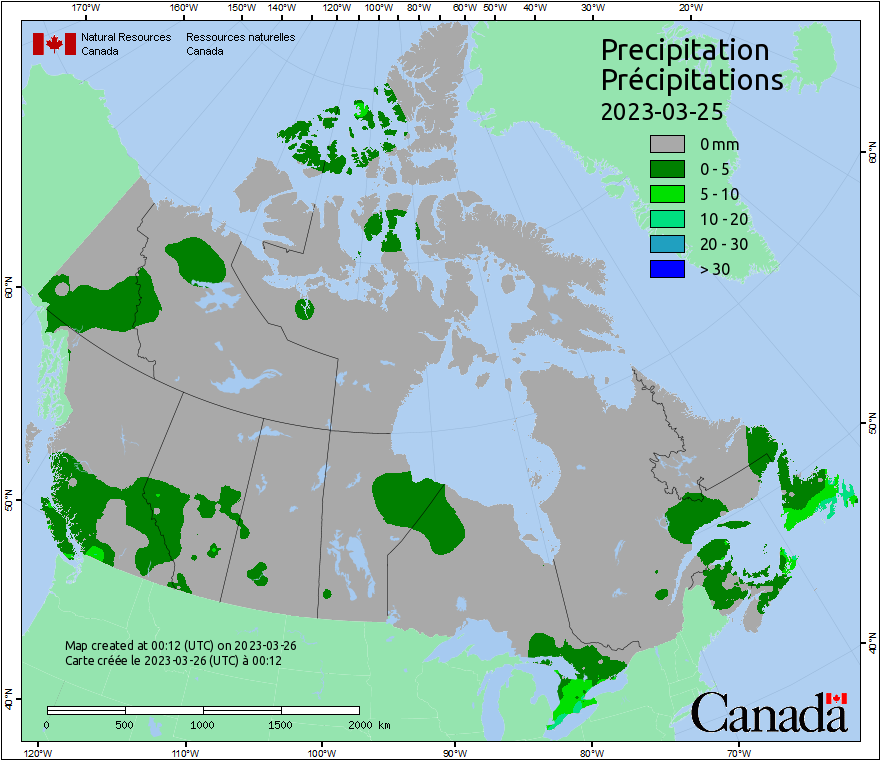 170°W 160°W 150°W 140°W 120°W 100°W 80°W 60°W 50°W 40°W 30°W 20°W
Natural Resources Ressources naturelles
Canada Canada
Precipitation
Précipitations
2023-03-25
0 mm
0 - 5
5 - 10
10 - 20
20 - 30
> 30
60°N
60°N
50°N
50°N
40°N
40°N
Map created at 00:12 (UTC) on 2023-03-26
Carte créée le 2023-03-26 (UTC) à 00:12
0 500 1000 1500 2000 km
Canada
120°W 110°W 100°W 90°W 80°W 70°W